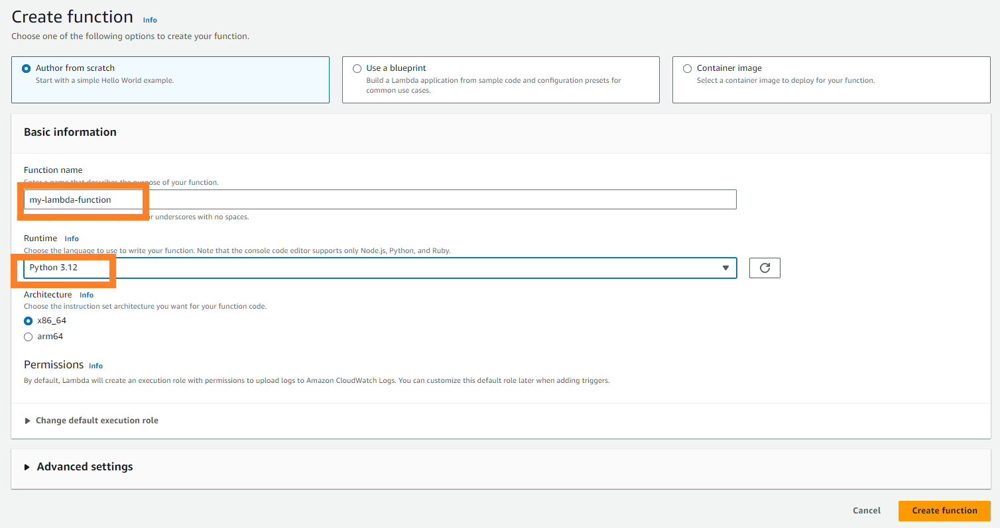 Create function Info
Choose one of the following options to create your function.
Author from scratch
Start with a simple Hello World example.
Use a blueprint
Build a Lambda application from sample code and configuration presets for
common use cases.
Container image
Select a container image to deploy for your function.
Basic information
Function name
Enter a name that describes the purpose of your function.
my-lambda-function
or underscores with no spaces.
Runtime Info
Choose the language to use to write your function. Note that the console code editor supports only Node.js, Python, and Ruby.
Python 3.12
Architecture Info
Choose the instruction set architecture you want for your function code.
x86_64
arm64
Permissions Info
By default, Lambda will create an execution role with permissions to upload logs to Amazon CloudWatch Logs. You can customize this default role later when adding triggers.
Change default execution role
Advanced settings
Cancel
Create function